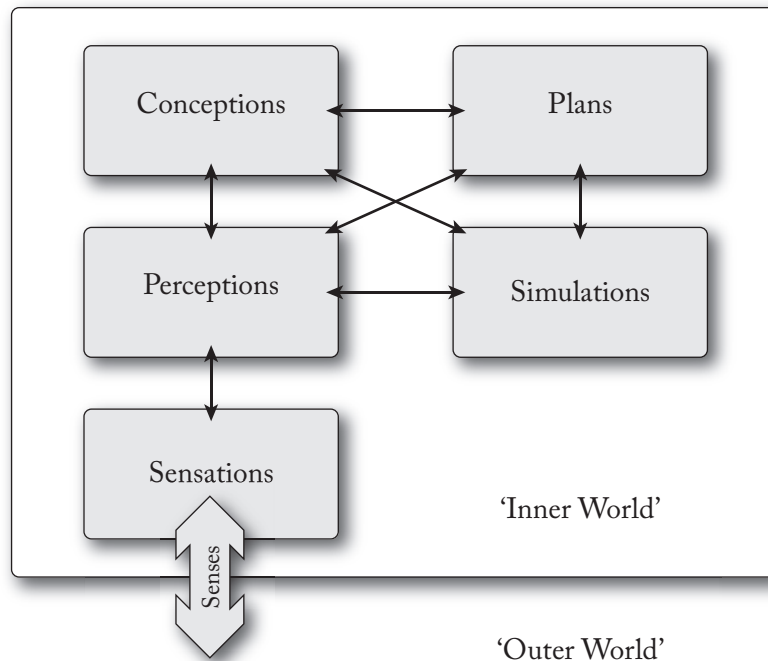 Conceptions
Plans
Perceptions
Simulations
Sensations
‘Inner World’
Senses
‘Outer World’